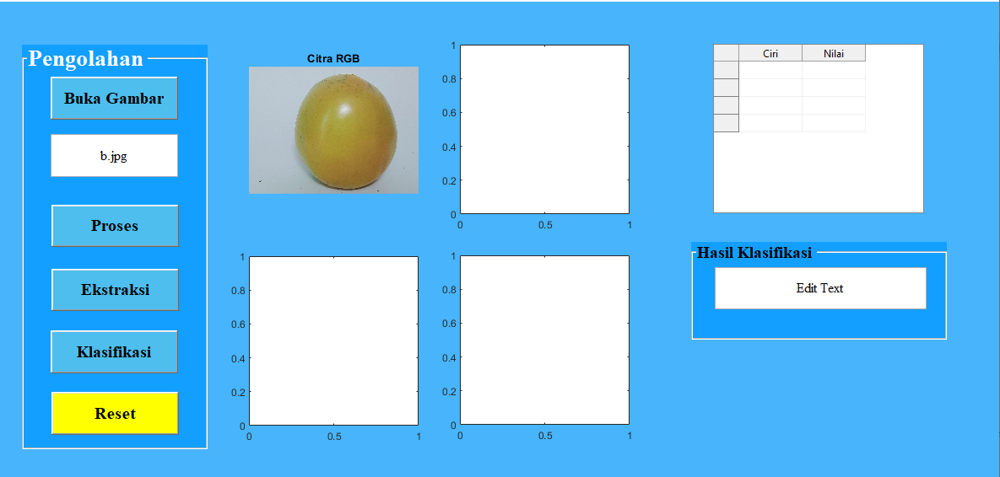 Pengolahan
Buka Gambar
b.jpg
Proses
Ekstraksi
Klasifikasi
Reset
Citra RGB
1
0.8
0.6
0.4
0.2
0
0 0.5 1
1
0.8
0.6
0.4
0.2
0
0 0.5 1
1
0.8
0.6
0.4
0.2
0
0 0.5 1
Ciri Nilai
Hasil Klasifikasi
Edit Text